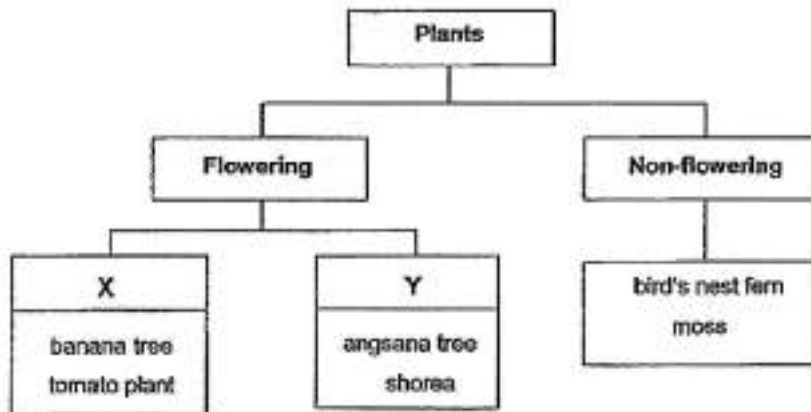 Plants
Flowering
Non-flowering
X
banana tree
tomato plant
Y
angsana tree
shorea
bird's nest fern
moss